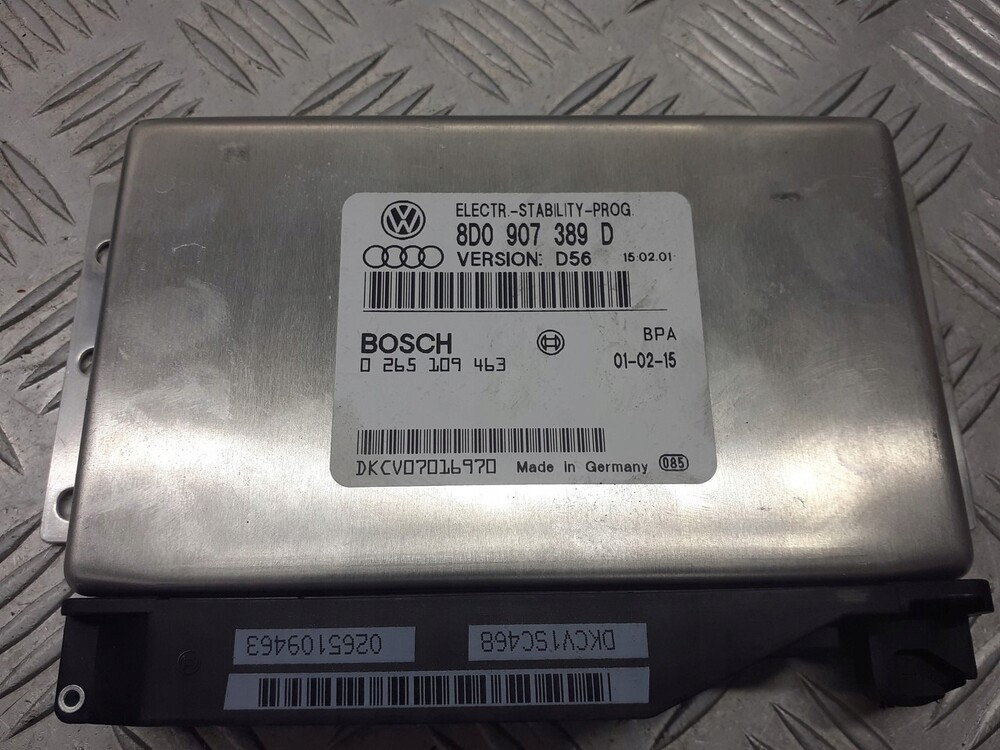 ELECTR.-STABILITY-PROG.
8D0 907 389 D
VERSION: D56 15.02.01
BOSCH BPA
0 265 109 463 01-02-15
DKCV07016970 Made in Germany 085
0265109463 DKCV1SC468